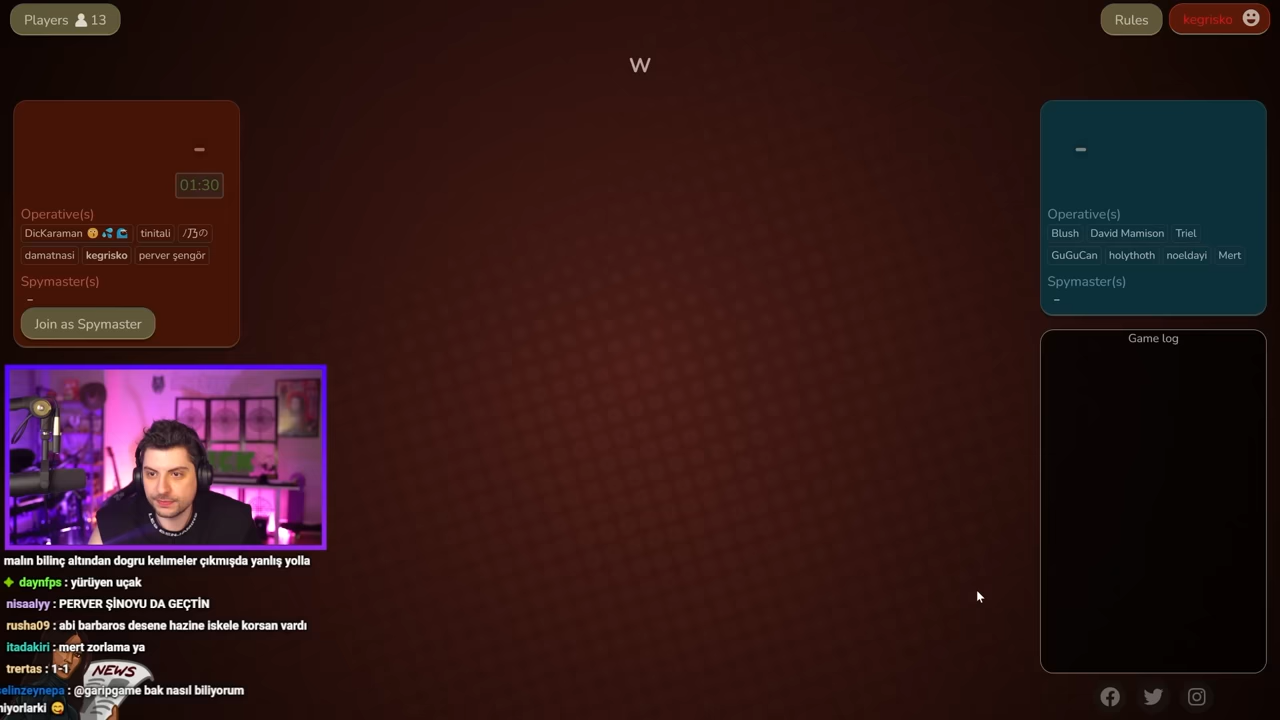 Players 13
Rules
kegrisko
W
-
01:30
Operative(s)
DicKaraman 🥵 💦 🌊 tinitali
damatnasi kegrisko perver şengör
Spymaster(s)
-
Join as Spymaster
-
Operative(s)
Blush David Mamison Triel
GuGuCan holythoth noeldayi Mert
Spymaster(s)
-
Game log
malın bilinç altından dogru kelımeler çıkmışda yanlış yolla
daynfps : yürüyen uçak
nisaalyy : PERVER ŞİNOYU DA GEÇTİN
rusha09 : abi barbaros desene hazine iskele korsan vardı
itadakiri : mert zorlama ya
trertas : 1-1
selinzeynepa : @garipgame bak nasıl biliyorum
niyorlarki 😋
NEWS